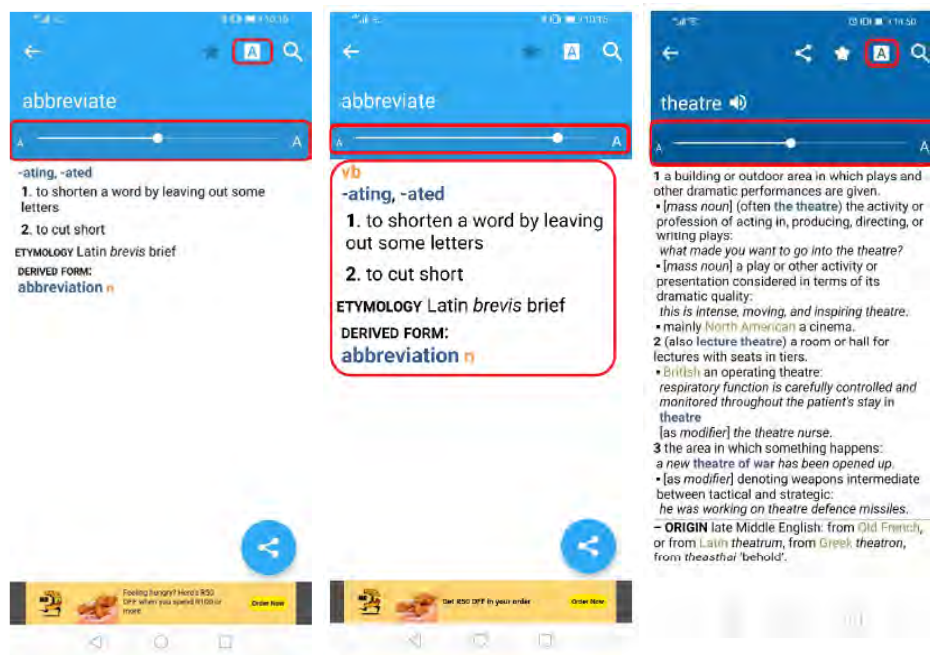 10:15
A
abbreviate
A A
-ating, -ated
1. to shorten a word by leaving out some
letters
2. to cut short
ETYMOLOGY Latin brevis brief
DERIVED FORM:
abbreviation n
Feeling hungry? Here's R50
OFF when you spend R100 or
more
Order Now
10:15
A
abbreviate
A A
vb
-ating, -ated
1. to shorten a word by leaving
out some letters
2. to cut short
ETYMOLOGY Latin brevis brief
DERIVED FORM:
abbreviation n
Get R50 OFF in your order
Order Now
A
theatre
A A
1 a building or outdoor area in which plays and
other dramatic performances are given.
▪ [mass noun] (often the theatre) the activity or
profession of acting in, producing, directing, or
writing plays:
what made you want to go into the theatre?
▪ [mass noun] a play or other activity or
presentation considered in terms of its
dramatic quality:
this is intense, moving, and inspiring theatre.
▪ mainly North American a cinema.
2 (also lecture theatre) a room or hall for
lectures with seats in tiers.
▪ British an operating theatre:
respiratory function is carefully controlled and
monitored throughout the patient's stay in
theatre
[as modifier] the theatre nurse.
3 the area in which something happens:
a new theatre of war has been opened up.
▪ [as modifier] denoting weapons intermediate
between tactical and strategic:
he was working on theatre defence missiles.
– ORIGIN late Middle English: from Old French,
or from Latin theatrum, from Greek theatron,
from theasthai 'behold'.